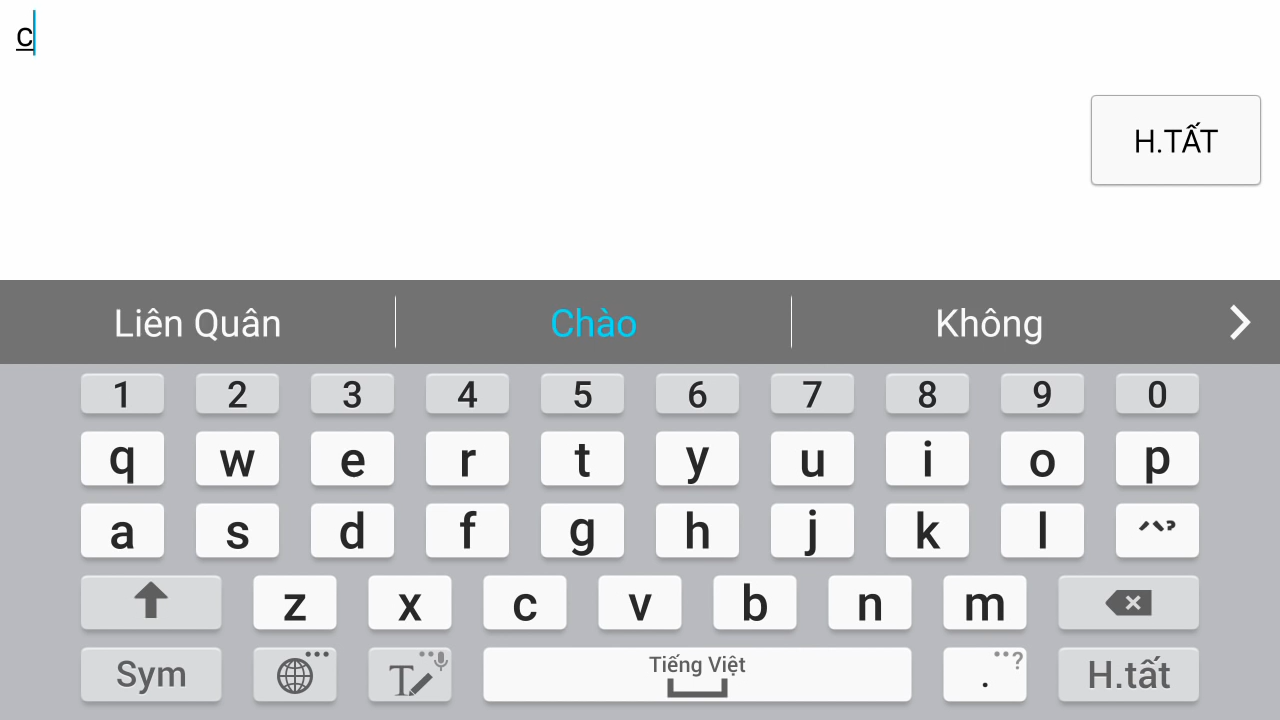 c
H.TẤT
Liên Quân Chào Không
1 2 3 4 5 6 7 8 9 0
q w e r t y u i o p
a s d f g h j k l
z x c v b n m
Sym T Tiếng Việt . ? H.tất